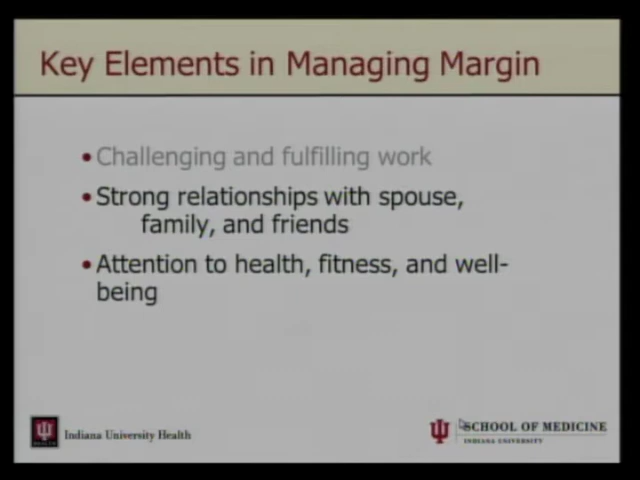 Key Elements in Managing Margin
•Challenging and fulfilling work
•Strong relationships with spouse,
family, and friends
•Attention to health, fitness, and well-
being
Indiana University Health
SCHOOL OF MEDICINE
INDIANA UNIVERSITY